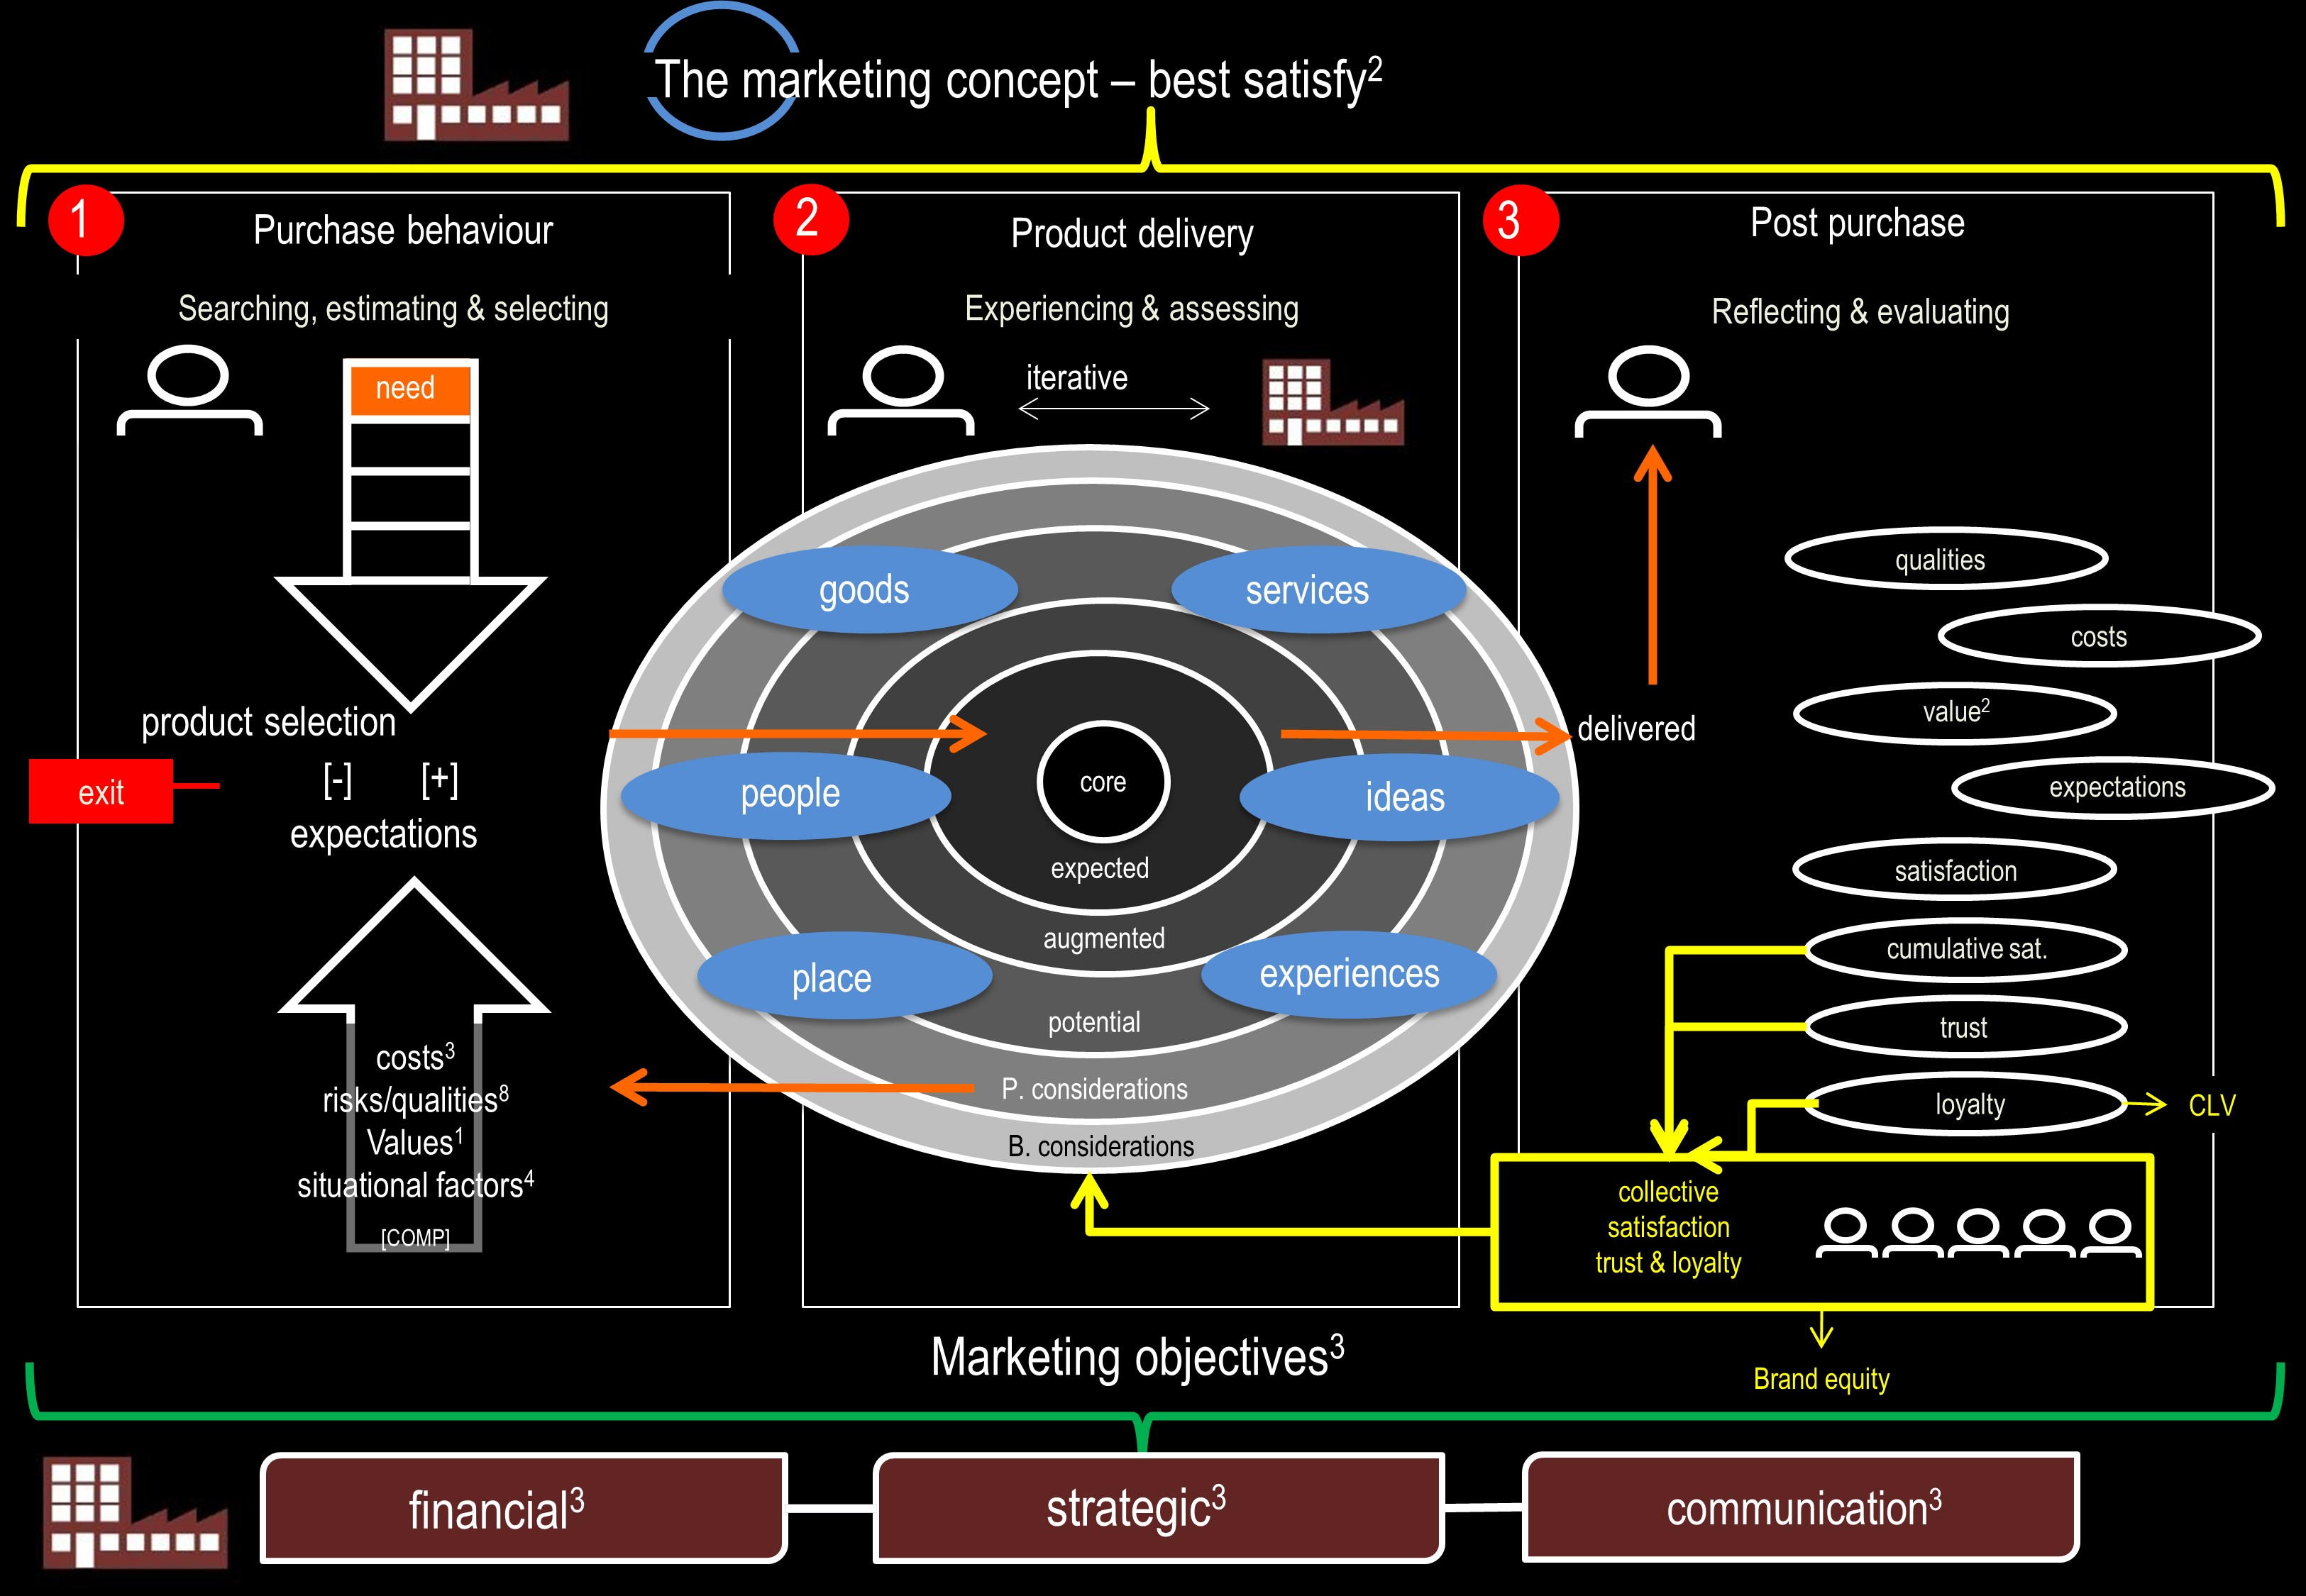 The marketing concept – best satisfy²
1
Purchase behaviour
Searching, estimating & selecting
need
product selection
[-] [+]
exit
expectations
costs³
risks/qualities⁸
Values¹
situational factors⁴
[COMP]
2
Product delivery
Experiencing & assessing
iterative
goods
services
people
ideas
place
experiences
core
expected
augmented
potential
P. considerations
B. considerations
delivered
3
Post purchase
Reflecting & evaluating
qualities
costs
value²
expectations
satisfaction
cumulative sat.
trust
loyalty
CLV
collective
satisfaction
trust & loyalty
Brand equity
Marketing objectives³
financial³
strategic³
communication³